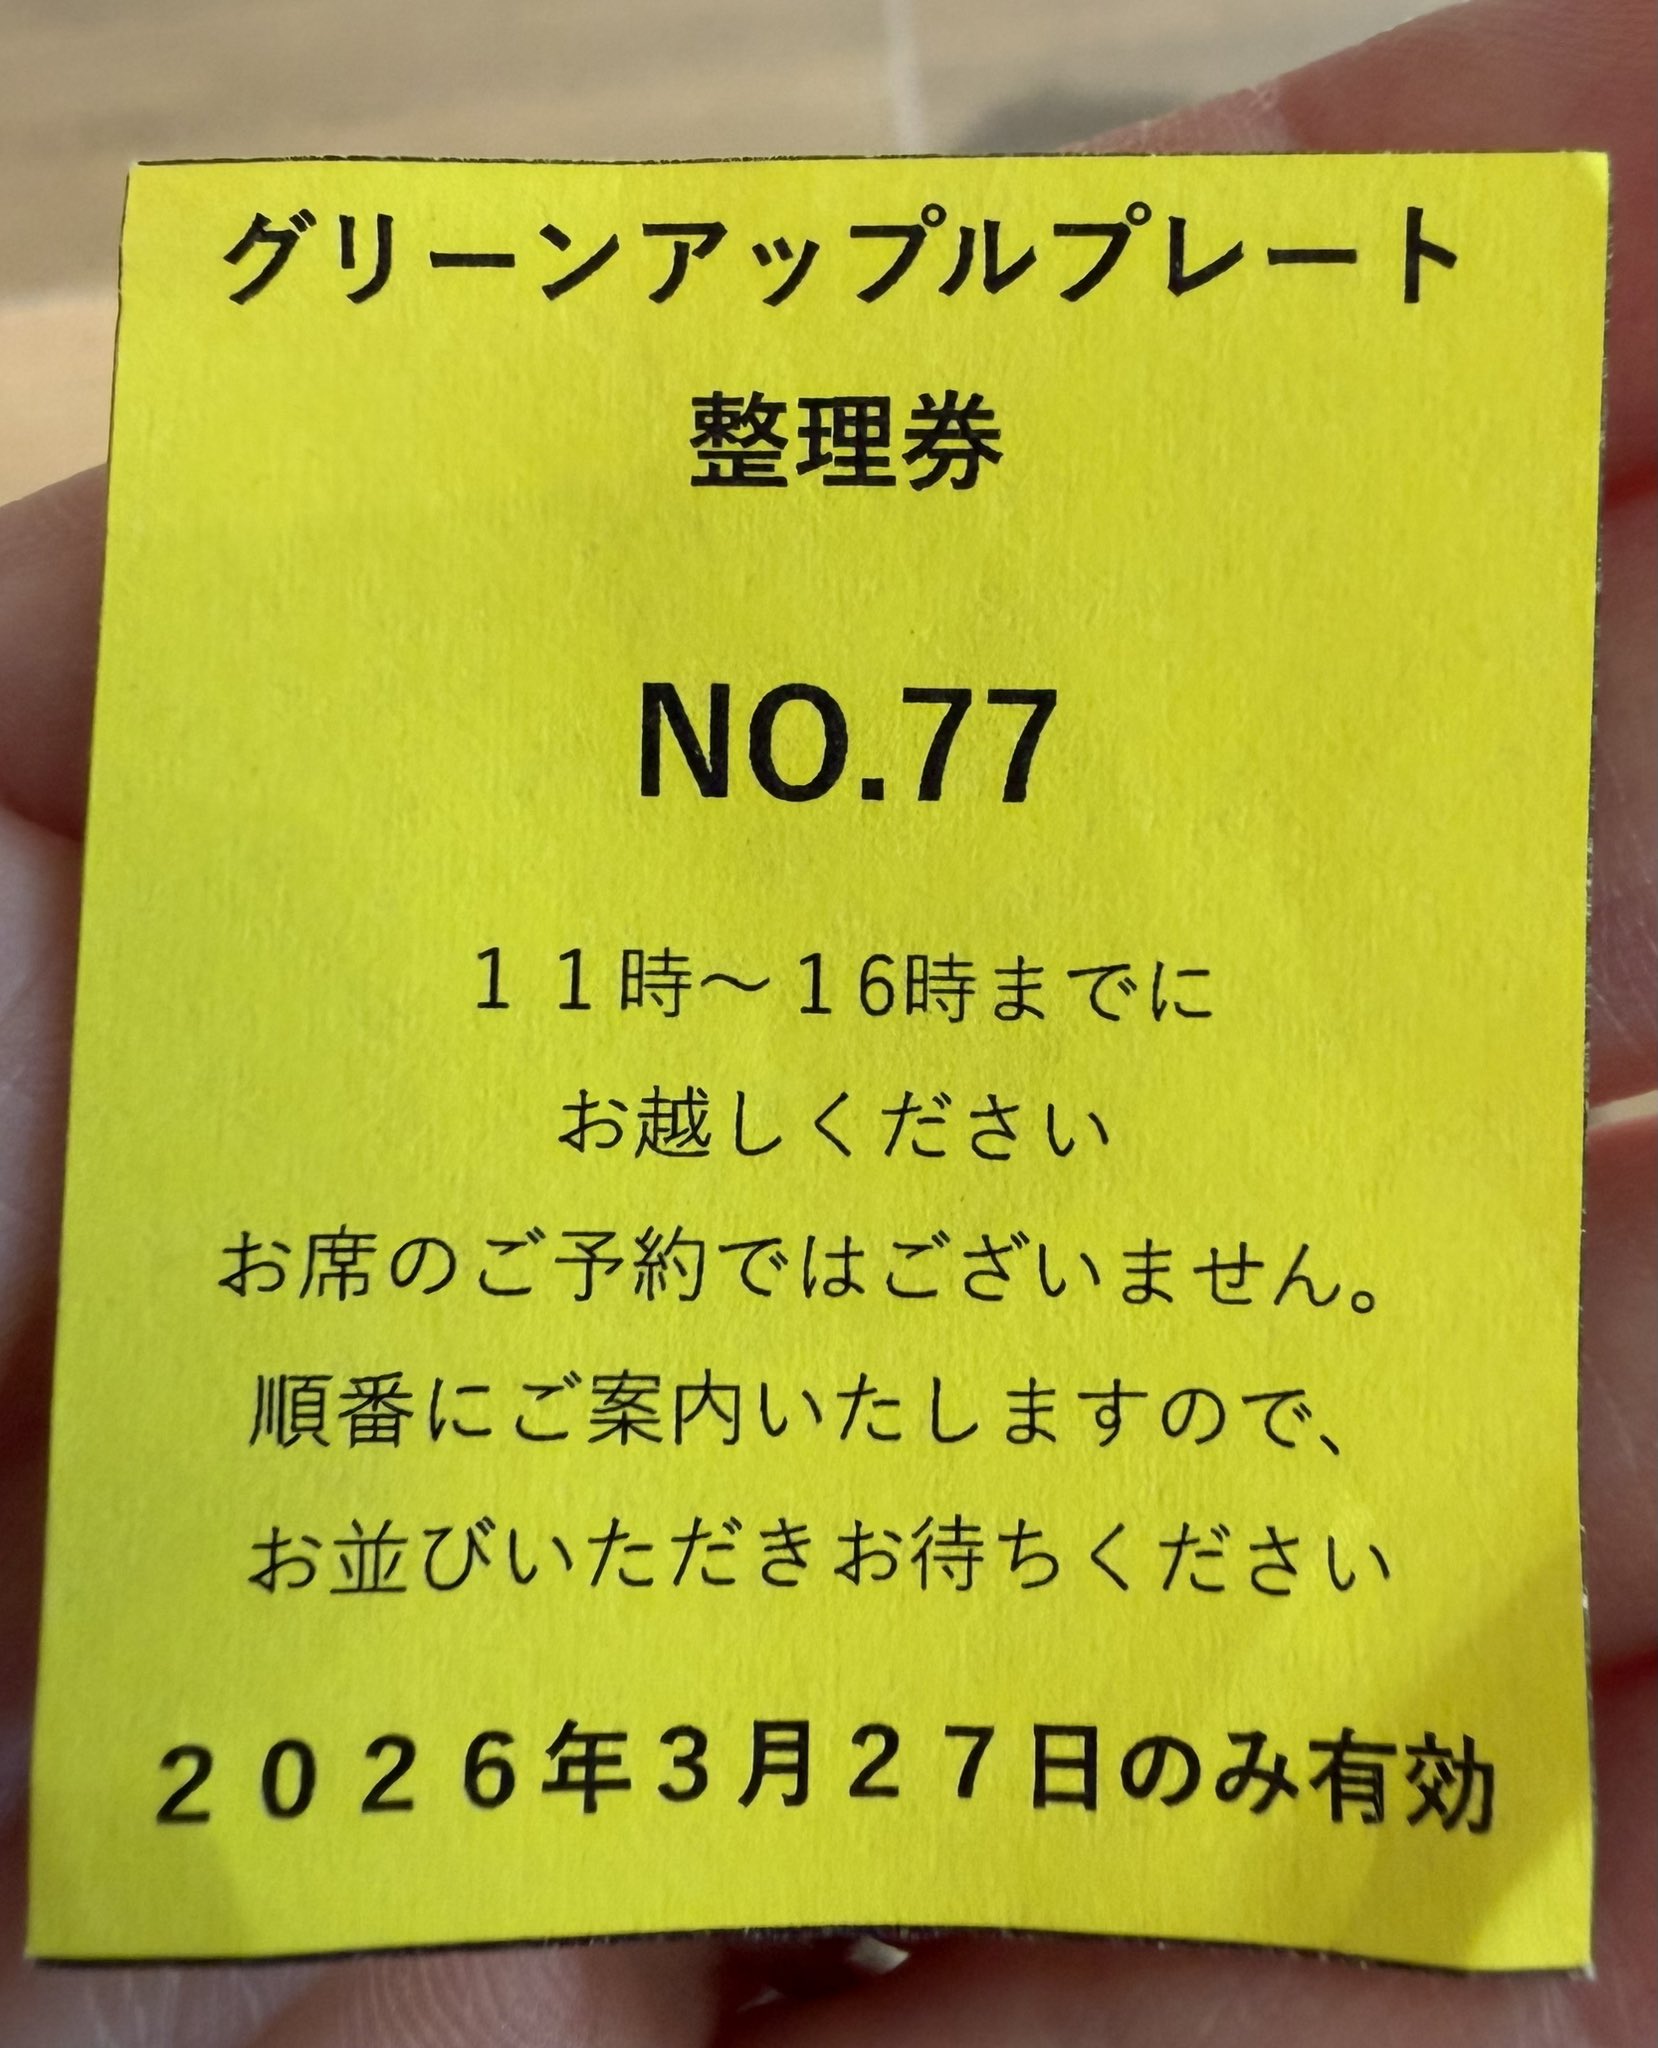 グリーンアップルプレート
整理券
NO.77
１１時～16時までに
お越しください
お席のご予約ではございません。
順番にご案内いたしますので、
お並びいただきお待ちください
２０２６年３月２７日のみ有効